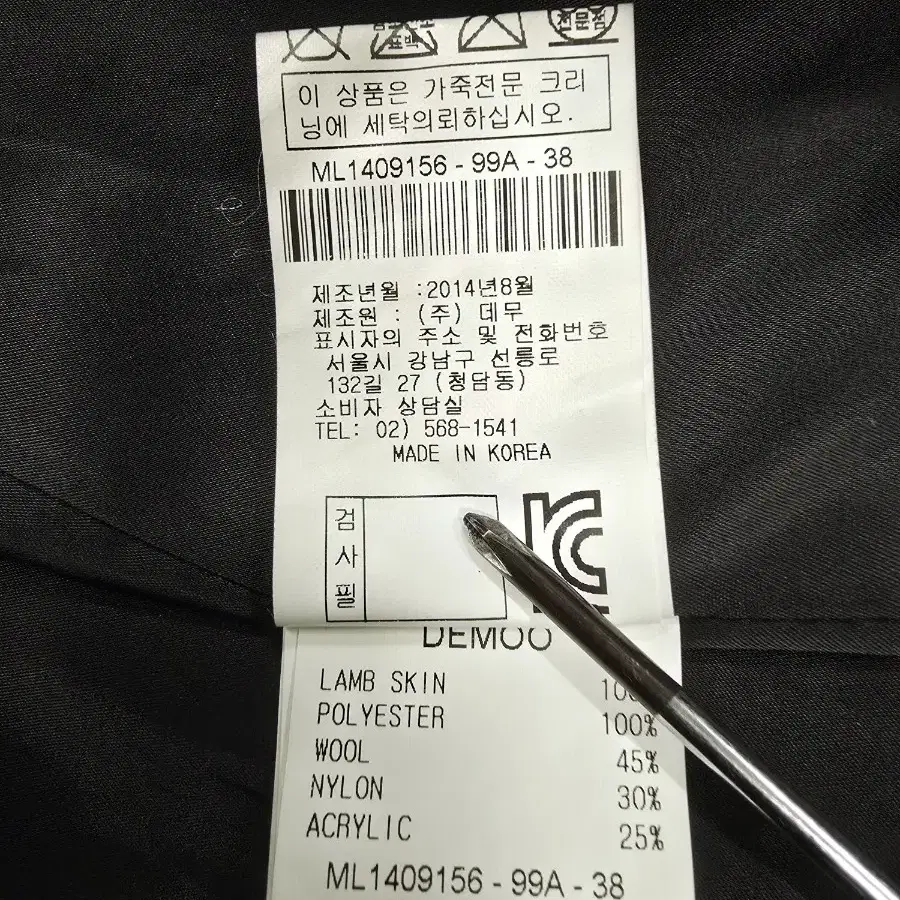 표백
전문점
이 상품은 가죽전문 크리
닝에 세탁의뢰하십시오.
ML1409156 - 99A - 38
제조년월 :2014년8월
제조원 : (주) 데무
표시자의 주소 및 전화번호
서울시 강남구 선릉로
132길 27 (청담동)
소비자 상담실
TEL: 02) 568-1541
MADE IN KOREA
검
사
필
DEMOO
LAMB SKIN
POLYESTER 100%
WOOL 45%
NYLON 30%
ACRYLIC 25%
ML1409156 - 99A - 38